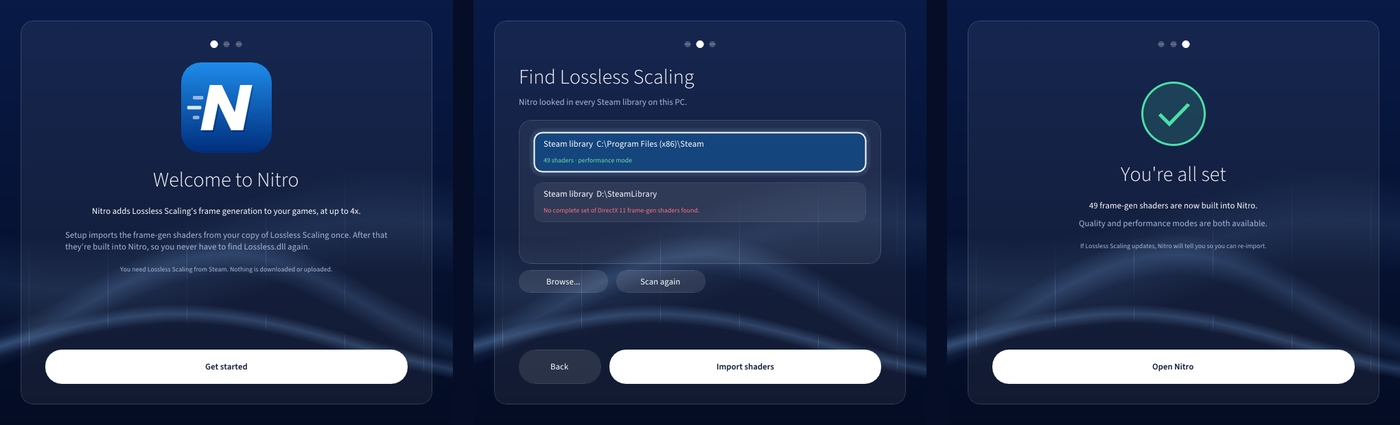 N
Welcome to Nitro
Nitro adds Lossless Scaling's frame generation to your games, at up to 4x.
Setup imports the frame-gen shaders from your copy of Lossless Scaling once. After that
they're built into Nitro, so you never have to find Lossless.dll again.
You need Lossless Scaling from Steam. Nothing is downloaded or uploaded.
Get started
Find Lossless Scaling
Nitro looked in every Steam library on this PC.
Steam library  C:\Program Files (x86)\Steam
49 shaders · performance mode
Steam library  D:\SteamLibrary
No complete set of DirectX 11 frame-gen shaders found.
Browse...
Scan again
Back
Import shaders
You're all set
49 frame-gen shaders are now built into Nitro.
Quality and performance modes are both available.
If Lossless Scaling updates, Nitro will tell you so you can re-import.
Open Nitro